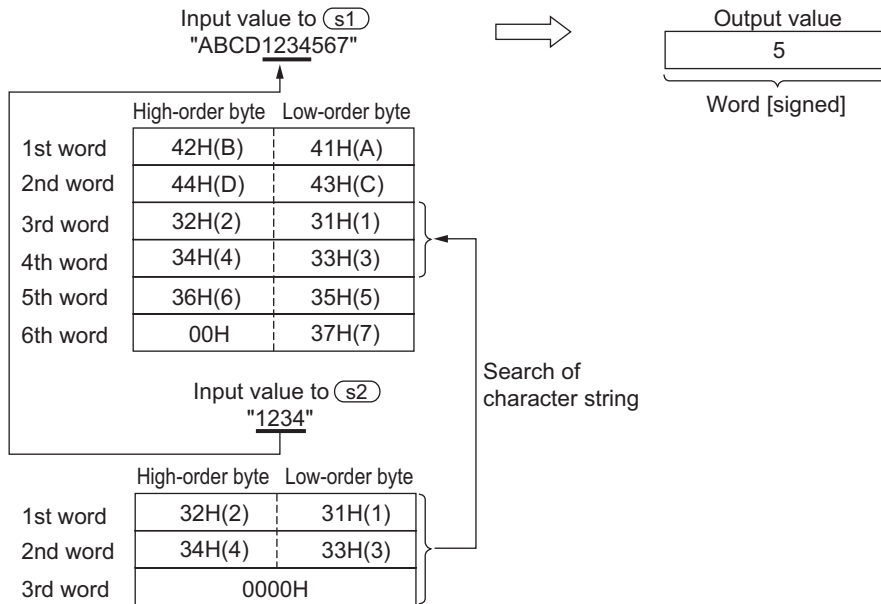 Input value to s1
"ABCD1234567"
Output value
5
Word [signed]
High-order byte Low-order byte
1st word 42H(B) 41H(A)
2nd word 44H(D) 43H(C)
3rd word 32H(2) 31H(1)
4th word 34H(4) 33H(3)
5th word 36H(6) 35H(5)
6th word 00H 37H(7)
Search of
character string
Input value to s2
"1234"
High-order byte Low-order byte
1st word 32H(2) 31H(1)
2nd word 34H(4) 33H(3)
3rd word 0000H